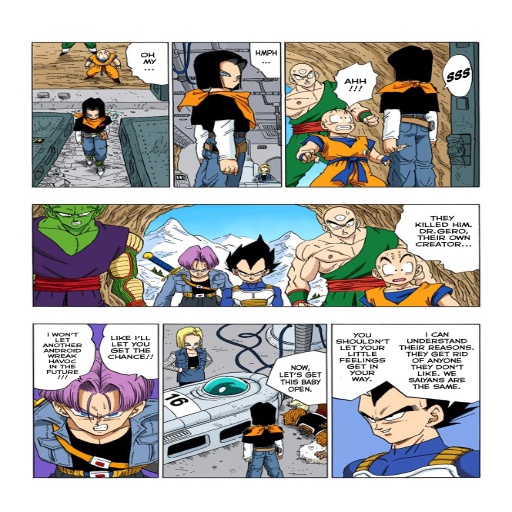 OH
MY
...
HMPH
...
AHH
!!!
SSS
THEY
KILLED HIM.
DR.GERO,
THEIR OWN
CREATOR...
I WON'T
LET
ANOTHER
ANDROID
WREAK
HAVOC
IN THE
FUTURE
!!!
LIKE I'LL
LET YOU
GET THE
CHANCE!!
16
NOW,
LET'S GET
THIS BABY
OPEN.
YOU
SHOULDN'T
LET YOUR
LITTLE
FEELINGS
GET IN
YOUR
WAY.
I CAN
UNDERSTAND
THEIR REASONS.
THEY GET RID
OF ANYONE
THEY DON'T
LIKE. WE
SAIYANS ARE
THE SAME.